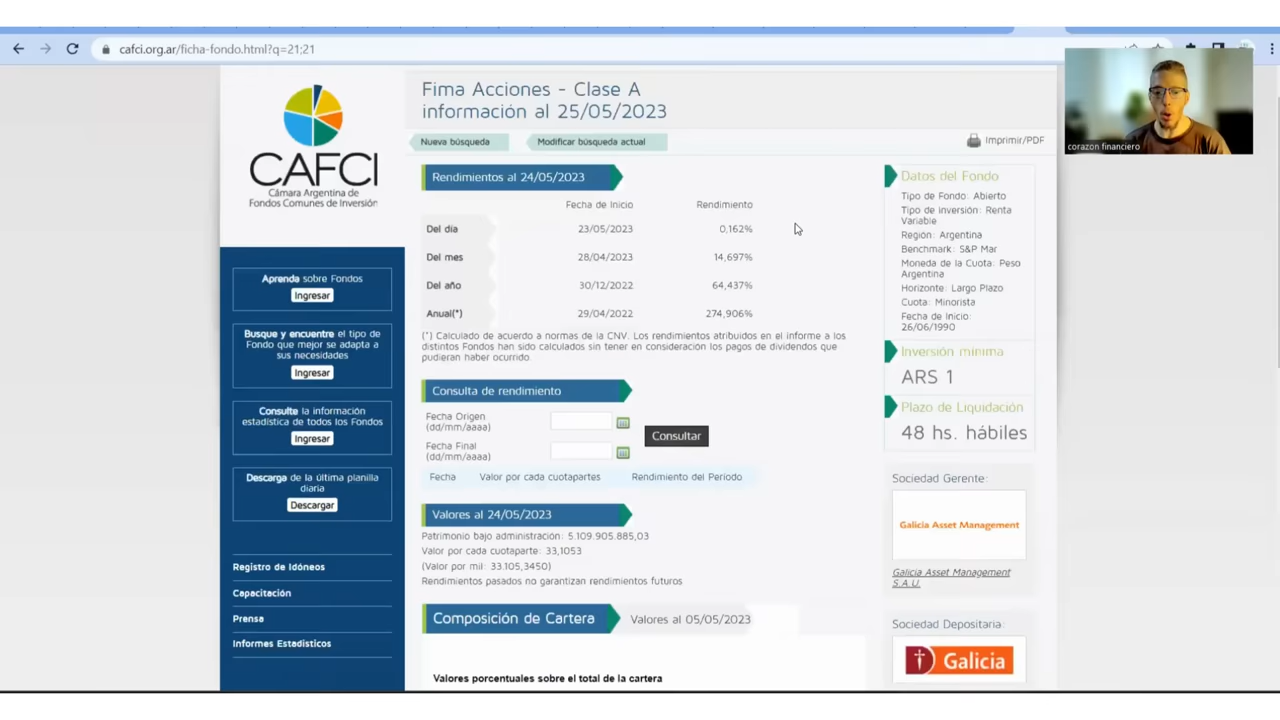 cafci.org.ar/ficha-fondo.html?q=21;21
corazon financiero
CAFCI
Cámara Argentina de
Fondos Comunes de Inversión
Aprenda sobre Fondos
Ingresar
Busque y encuentre el tipo de
Fondo que mejor se adapta a
sus necesidades
Ingresar
Consulte la información
estadística de todos los Fondos
Ingresar
Descarga de la última planilla
diaria
Descargar
Registro de Idóneos
Capacitación
Prensa
Informes Estadísticos
Fima Acciones - Clase A
información al 25/05/2023
Nueva búsqueda
Modificar búsqueda actual
Imprimir/PDF
Rendimientos al 24/05/2023
Fecha de Inicio Rendimiento
Del día 23/05/2023 0,162%
Del mes 28/04/2023 14,697%
Del año 30/12/2022 64,437%
Anual(*) 29/04/2022 274,906%
(*) Calculado de acuerdo a normas de la CNV. Los rendimientos atribuidos en el informe a los
distintos Fondos han sido calculados sin tener en consideración los pagos de dividendos que
pudieran haber ocurrido.
Consulta de rendimiento
Fecha Origen
(dd/mm/aaaa)
Fecha Final
(dd/mm/aaaa)
Consultar
Fecha Valor por cada cuotapartes Rendimiento del Período
Valores al 24/05/2023
Patrimonio bajo administración: 5.109.905.885,03
Valor por cada cuotaparte: 33,1053
(Valor por mil: 33.105,3450)
Rendimientos pasados no garantizan rendimientos futuros
Composición de Cartera Valores al 05/05/2023
Valores porcentuales sobre el total de la cartera
Datos del Fondo
Tipo de Fondo: Abierto
Tipo de inversión: Renta
Variable
Región: Argentina
Benchmark: S&P Mar
Moneda de la Cuota: Peso
Argentina
Horizonte: Largo Plazo
Cuota: Minorista
Fecha de Inicio:
26/06/1990
Inversión mínima
ARS 1
Plazo de Liquidación
48 hs. hábiles
Sociedad Gerente:
Galicia Asset Management
Galicia Asset Management
S.A.U.
Sociedad Depositaria:
Galicia